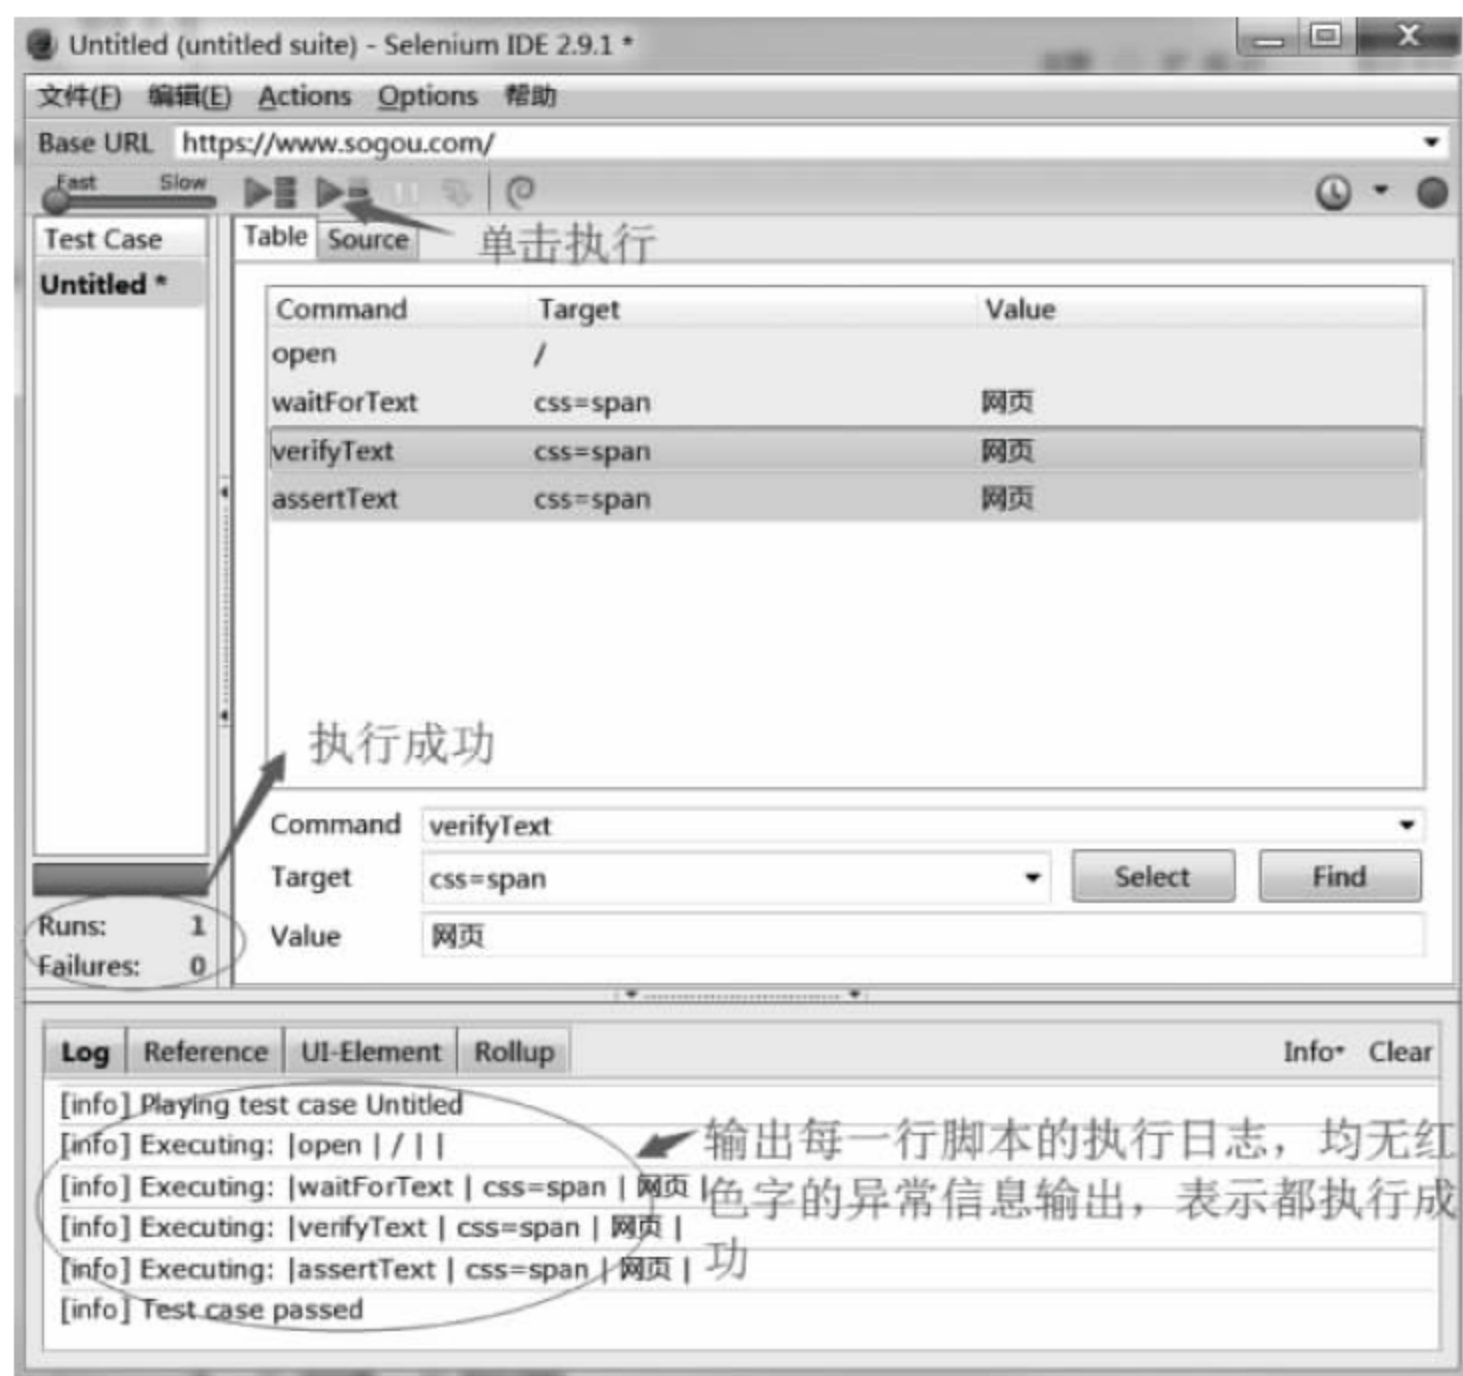 Untitled (untitled suite) - Selenium IDE 2.9.1 *
文件(F) 编辑(E) Actions Options 帮助
Base URL https://www.sogou.com/
Fast Slow
单击执行
Test Case
Untitled *
Table Source
Command Target Value
open /
waitForText css=span 网页
verifyText css=span 网页
assertText css=span 网页
执行成功
Command verifyText
Target css=span Select Find
Value 网页
Runs: 1
Failures: 0
Log Reference UI-Element Rollup Info Clear
[info] Playing test case Untitled
[info] Executing: |open | / | |
[info] Executing: |waitForText | css=span | 网页 |
[info] Executing: |verifyText | css=span | 网页 |
[info] Executing: |assertText | css=span | 网页 |
[info] Test case passed
输出每一行脚本的执行日志，均无红
色字的异常信息输出，表示都执行成
功